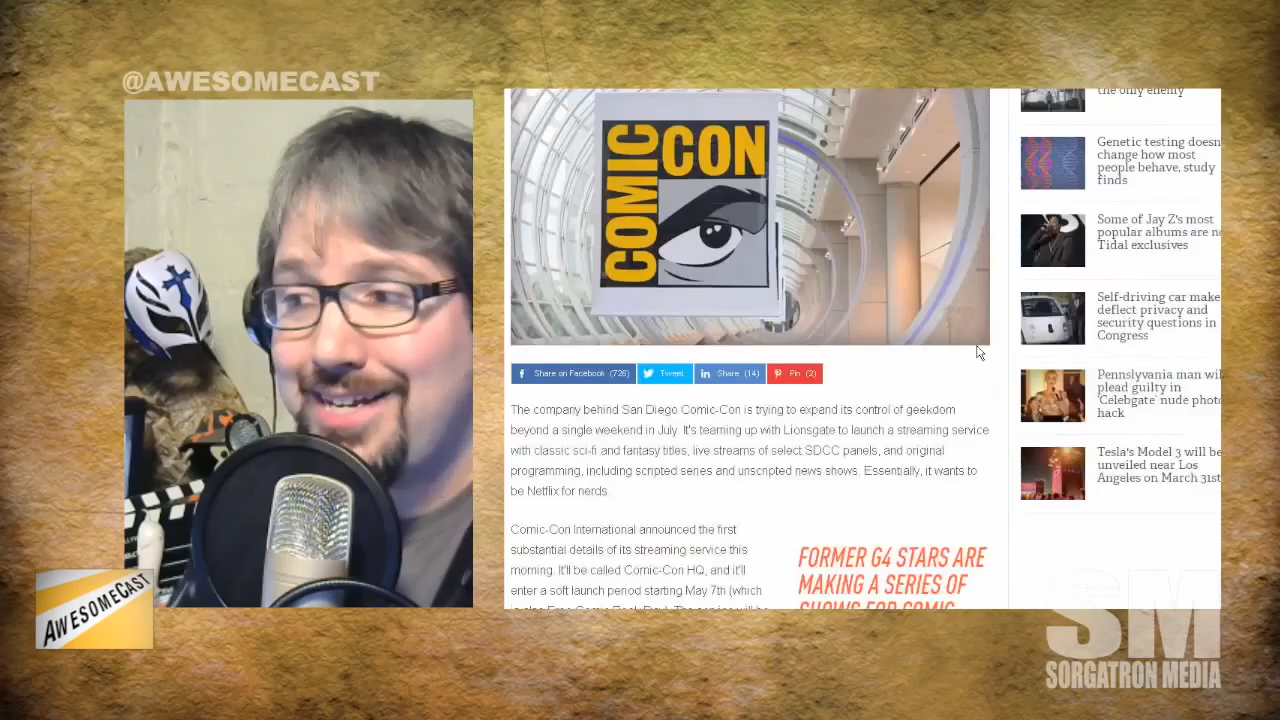 @AWESOMECAST
COMIC
CON
Share on Facebook (726)
Tweet
Share (14)
Pin (2)
The company behind San Diego Comic-Con is trying to expand its control of geekdom
beyond a single weekend in July. It's teaming up with Lionsgate to launch a streaming service
with classic sci-fi and fantasy titles, live streams of select SDCC panels, and original
programming, including scripted series and unscripted news shows. Essentially, it wants to
be Netflix for nerds.
Comic-Con International announced the first
substantial details of its streaming service this
morning. It'll be called Comic-Con HQ, and it'll
enter a soft launch period starting May 7th (which
FORMER G4 STARS ARE
MAKING A SERIES OF
SHOWS FOR COMIC
the only enemy
Genetic testing doesn
change how most
people behave, study
finds
Some of Jay Z's most
popular albums are no
Tidal exclusives
Self-driving car make
deflect privacy and
security questions in
Congress
Pennslyvania man wil
plead guilty in
'Celebgate' nude photo
hack
Tesla's Model 3 will be
unveiled near Los
Angeles on March 31st
AWESOMECAST
SM
SORGATRON MEDIA